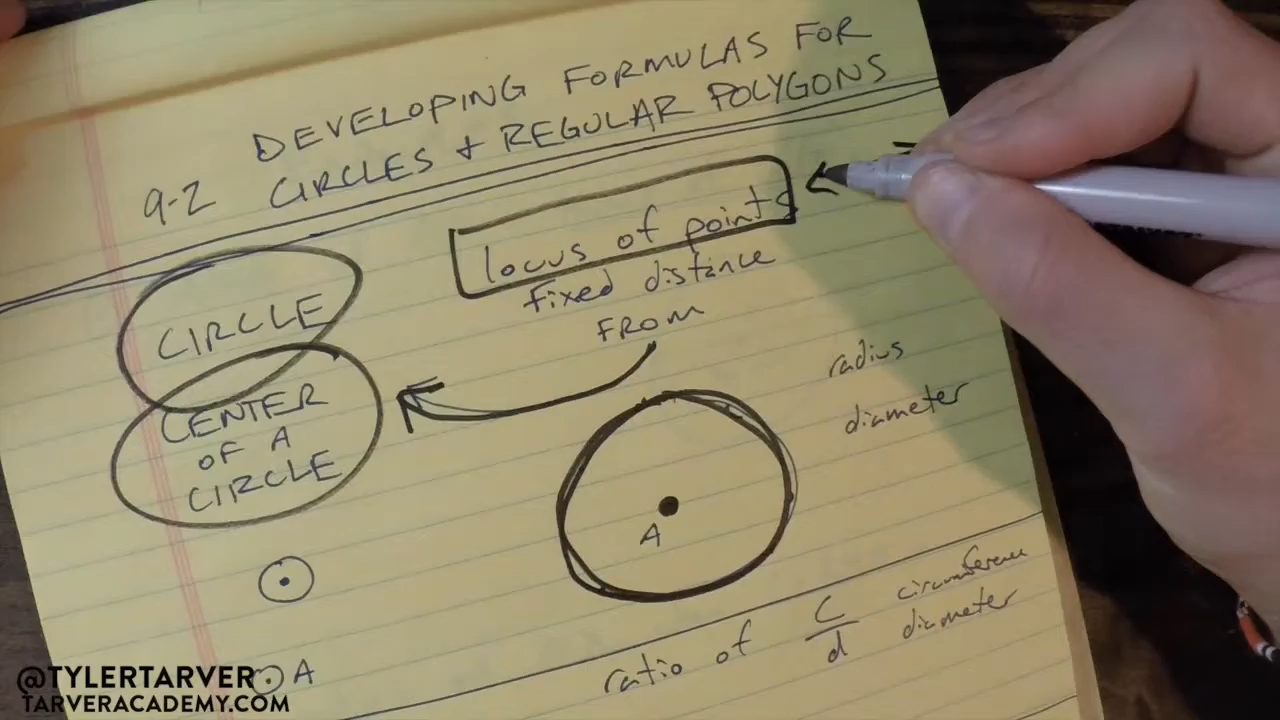 DEVELOPING FORMULAS FOR
9-2 CIRCLES & REGULAR POLYGONS
locus of points
fixed distance
FROM
CIRCLE
CENTER
OF A
CIRCLE
radius
diameter
A
A
ratio of C/d circumference
diameter
@TYLERTARVER
TARVERACADEMY.COM